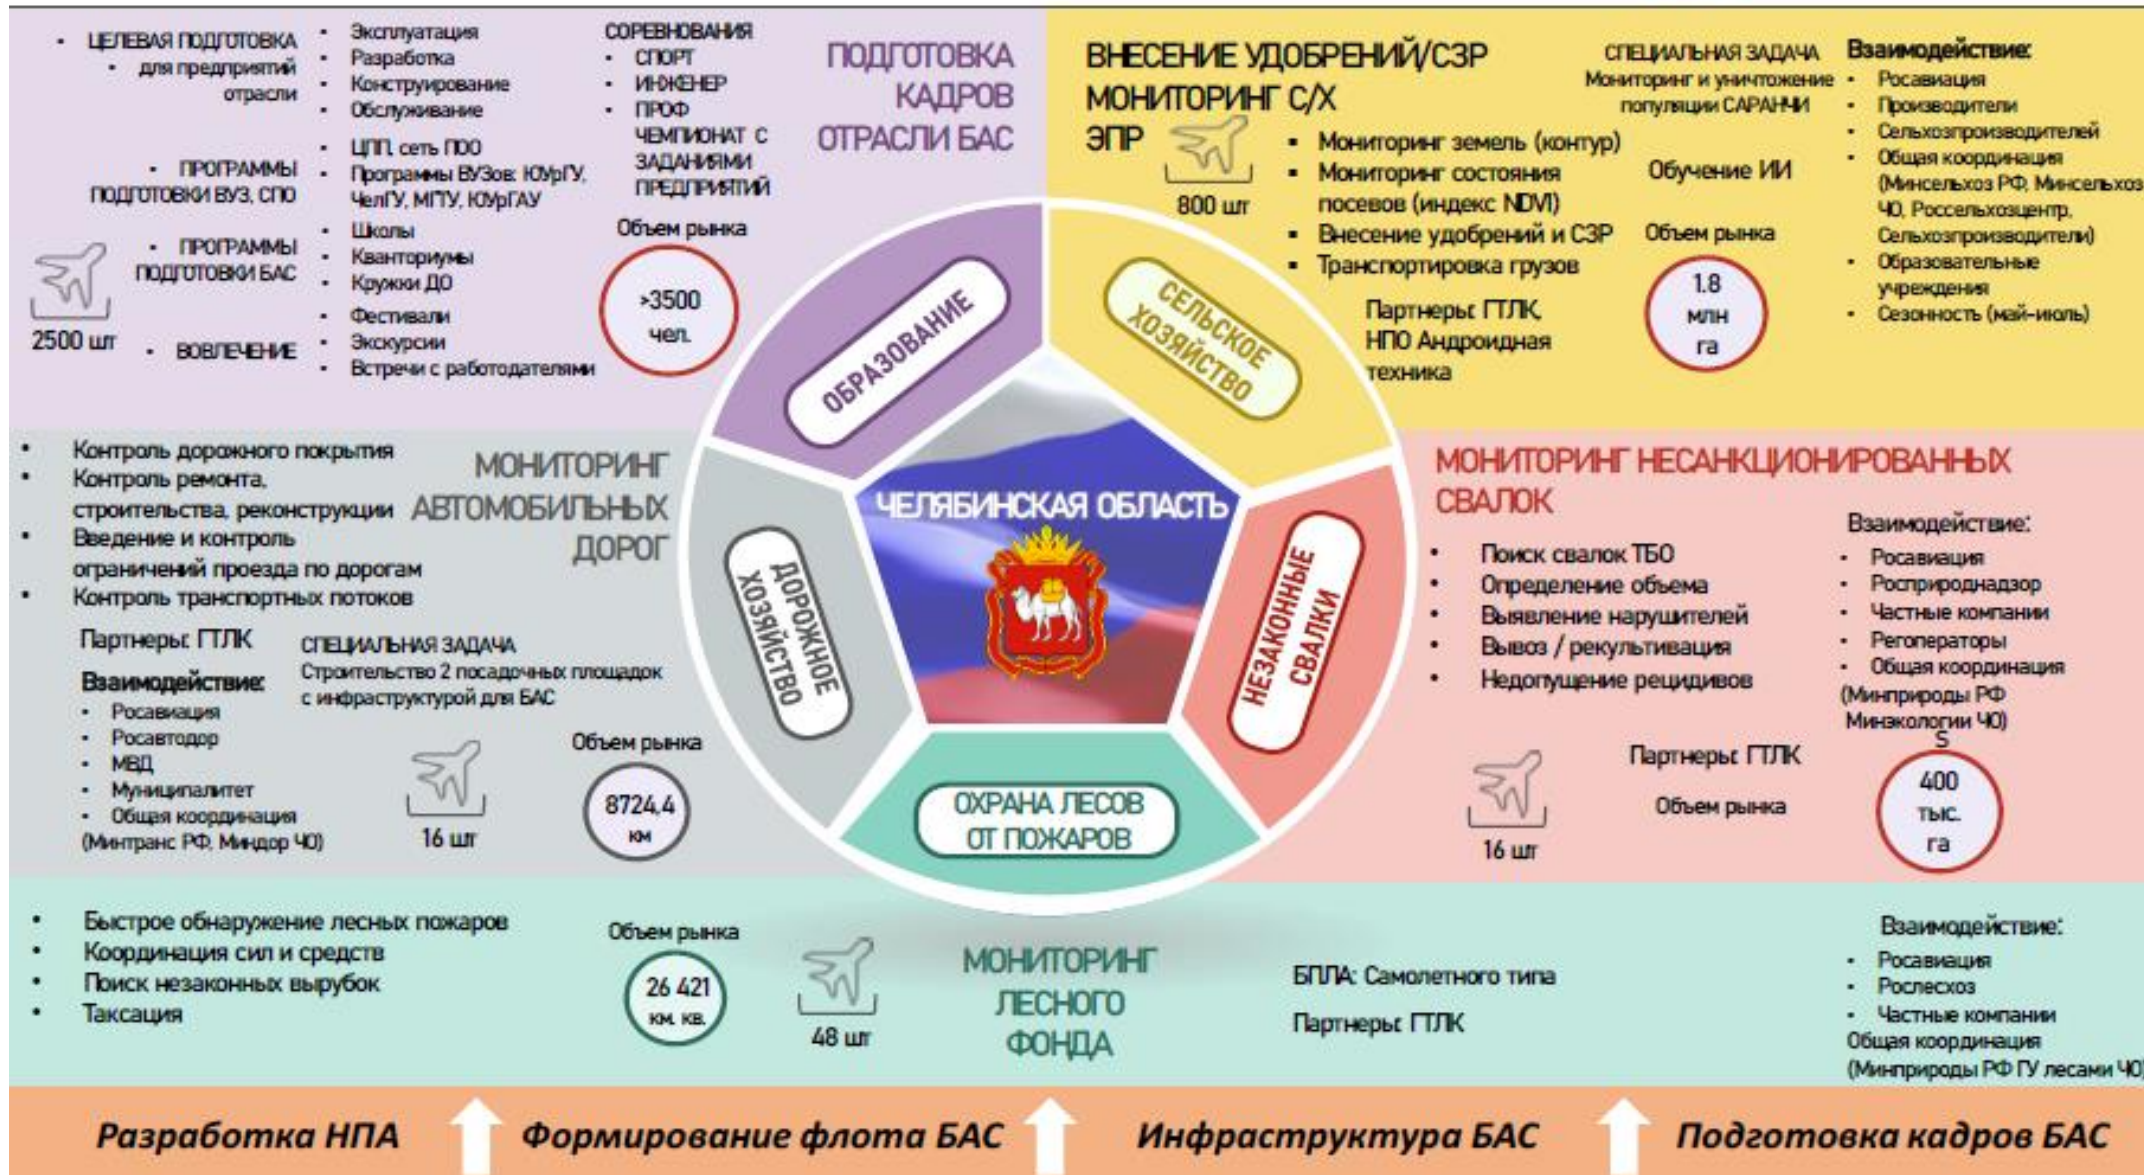 ЦЕЛЕВАЯ ПОДГОТОВКА
для предприятий
отрасли
Эксплуатация
Разработка
Конструирование
Обслуживание
ПРОГРАММЫ
ПОДГОТОВКИ ВУЗ, СПО
ЦПП, сеть ПОО
Программы ВУЗов: ЮУрГУ,
ЧелГУ, МГТУ, ЮУрГАУ
ПРОГРАММЫ
ПОДГОТОВКИ БАС
Школы
Кванториумы
Кружки ДО
2500 шт
ВОВЛЕЧЕНИЕ
Фестивали
Экскурсии
Встречи с работодателями
СОРЕВНОВАНИЯ
СПОРТ
ИНЖЕНЕР
ПРОФ
ЧЕМПИОНАТ С
ЗАДАНИЯМИ
ПРЕДПРИЯТИЙ
Объем рынка
>3500
чел.
ПОДГОТОВКА
КАДРОВ
ОТРАСЛИ БАС
ВНЕСЕНИЕ УДОБРЕНИЙ/СЗР
МОНИТОРИНГ С/Х
ЭПР
800 шт
Мониторинг земель (контур)
Мониторинг состояния
посевов (индекс NDVI)
Внесение удобрений и СЗР
Транспортировка грузов
Партнеры: ГТЛК,
НПО Андроидная
техника
СПЕЦИАЛЬНАЯ ЗАДАЧА
Мониторинг и уничтожение
популяции САРАНЧИ
Обучение ИИ
Объем рынка
1.8
млн
га
Взаимодействие:
Росавиация
Производители
Сельхозпроизводителей
Общая координация
(Минсельхоз РФ, Минсельхоз
ЧО, Россельхозцентр,
Сельхозпроизводители)
Образовательные
учреждения
Сезонность (май-июль)
ОБРАЗОВАНИЕ
СЕЛЬСКОЕ
ХОЗЯЙСТВО
ЧЕЛЯБИНСКАЯ ОБЛАСТЬ
ДОРОЖНОЕ
ХОЗЯЙСТВО
НЕЗАКОННЫЕ
СВАЛКИ
ОХРАНА ЛЕСОВ
ОТ ПОЖАРОВ
Контроль дорожного покрытия
Контроль ремонта,
строительства, реконструкции
Введение и контроль
ограничений проезда по дорогам
Контроль транспортных потоков
МОНИТОРИНГ
АВТОМОБИЛЬНЫХ
ДОРОГ
Партнеры: ГТЛК
СПЕЦИАЛЬНАЯ ЗАДАЧА
Строительство 2 посадочных площадок
с инфраструктурой для БАС
Взаимодействие:
Росавиация
Росавтодор
МВД
Муниципалитет
Общая координация
(Минтранс РФ, Миндор ЧО)
16 шт
Объем рынка
8724,4
км
МОНИТОРИНГ НЕСАНКЦИОНИРОВАННЫХ
СВАЛОК
Поиск свалок ТБО
Определение объема
Выявление нарушителей
Вывоз / рекультивация
Недопущение рецидивов
Взаимодействие:
Росавиация
Росприроднадзор
Частные компании
Регоператоры
Общая координация
(Минприроды РФ
Минэкологии ЧО)
S
16 шт
Партнеры: ГТЛК
Объем рынка
400
тыс.
га
Быстрое обнаружение лесных пожаров
Координация сил и средств
Поиск незаконных вырубок
Таксация
Объем рынка
26 421
км. кв.
48 шт
МОНИТОРИНГ
ЛЕСНОГО
ФОНДА
БПЛА: Самолетного типа
Партнеры: ГТЛК
Взаимодействие:
Росавиация
Рослесхоз
Частные компании
Общая координация
(Минприроды РФ ГУ лесами ЧО)
Разработка НПА
Формирование флота БАС
Инфраструктура БАС
Подготовка кадров БАС